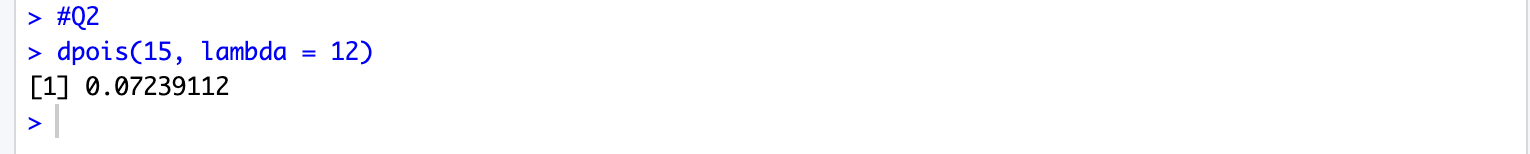 > #Q2
> dpois(15, lambda = 12)
[1] 0.07239112
>